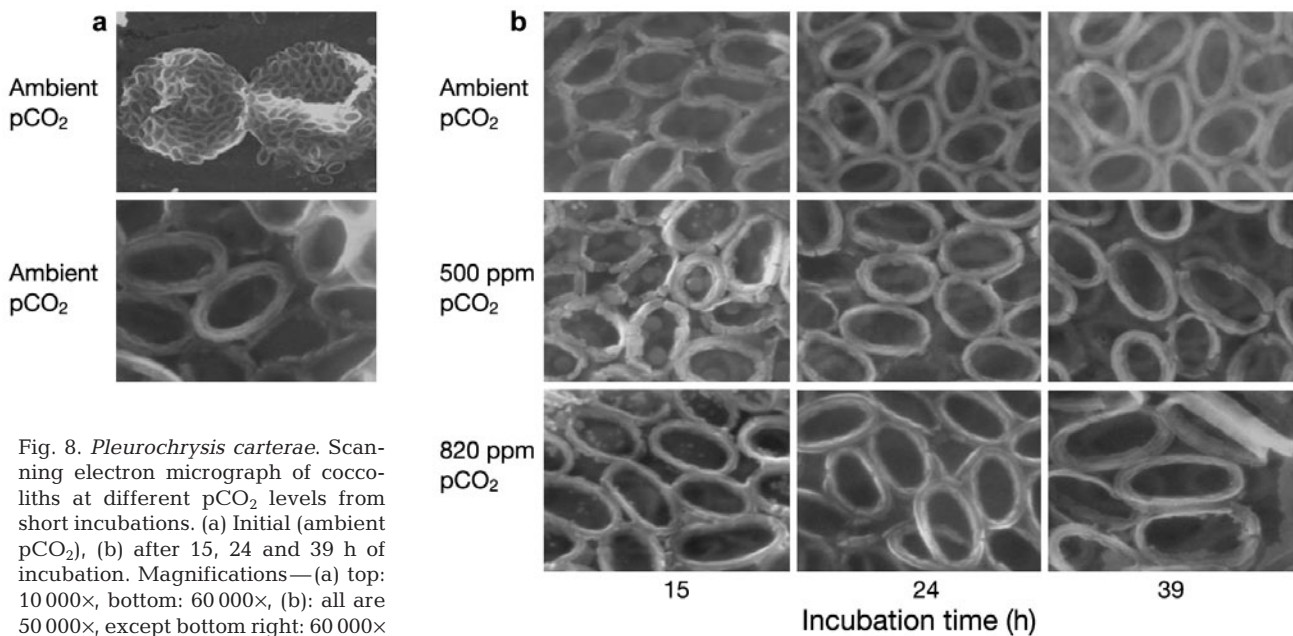 a
Ambient
pCO₂
Ambient
pCO₂
Fig. 8. Pleurochrysis carterae. Scan-
ning electron micrograph of cocco-
liths at different pCO₂ levels from
short incubations. (a) Initial (ambient
pCO₂), (b) after 15, 24 and 39 h of
incubation. Magnifications—(a) top:
10 000×, bottom: 60 000×, (b): all are
50 000×, except bottom right: 60 000×
b
Ambient
pCO₂
500 ppm
pCO₂
820 ppm
pCO₂
15 24 39
Incubation time (h)